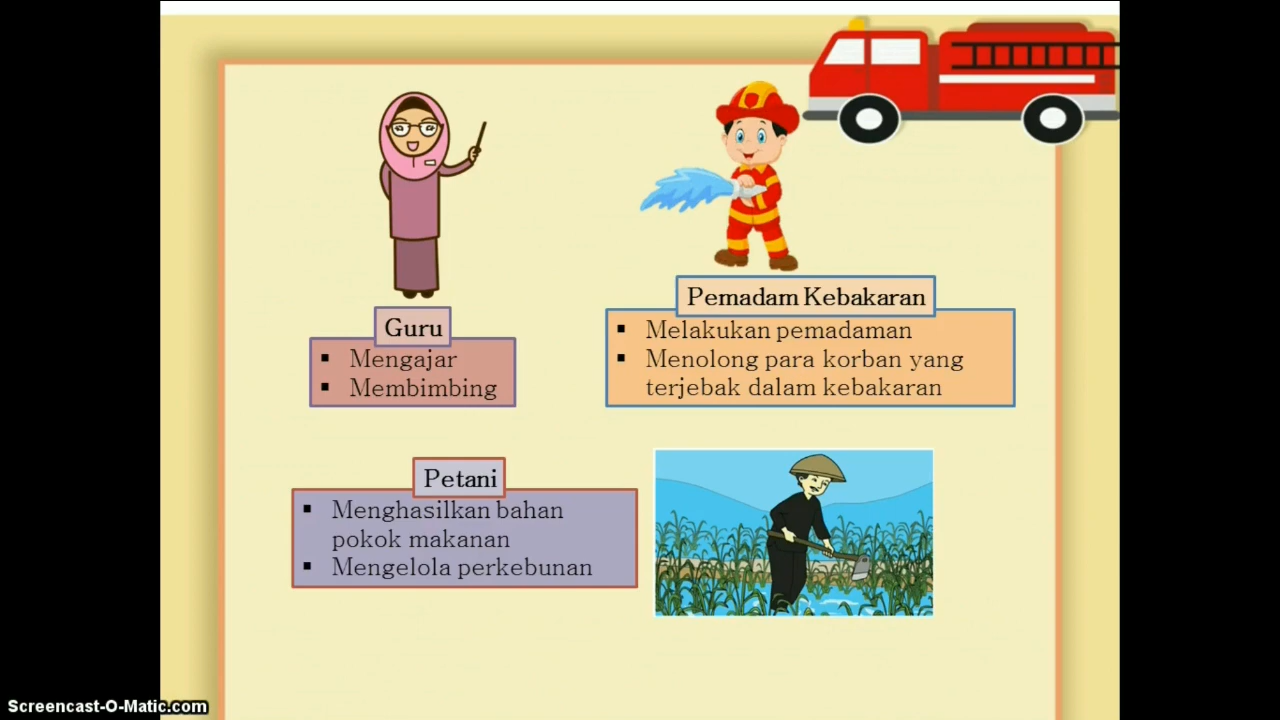 Guru
▪ Mengajar
▪ Membimbing
Pemadam Kebakaran
▪ Melakukan pemadaman
▪ Menolong para korban yang
terjebak dalam kebakaran
Petani
▪ Menghasilkan bahan
pokok makanan
▪ Mengelola perkebunan
Screencast-O-Matic.com